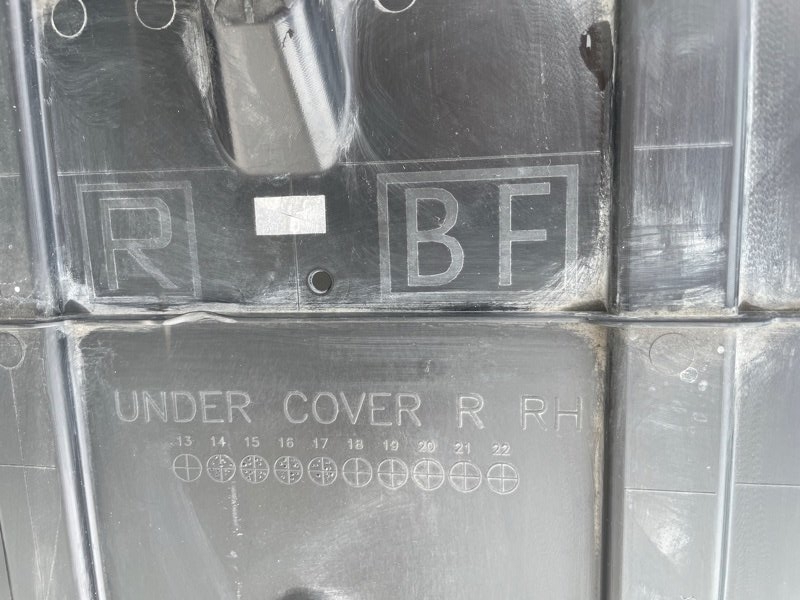 R BF
UNDER COVER R RH
13 14 15 16 17 18 19 20 21 22